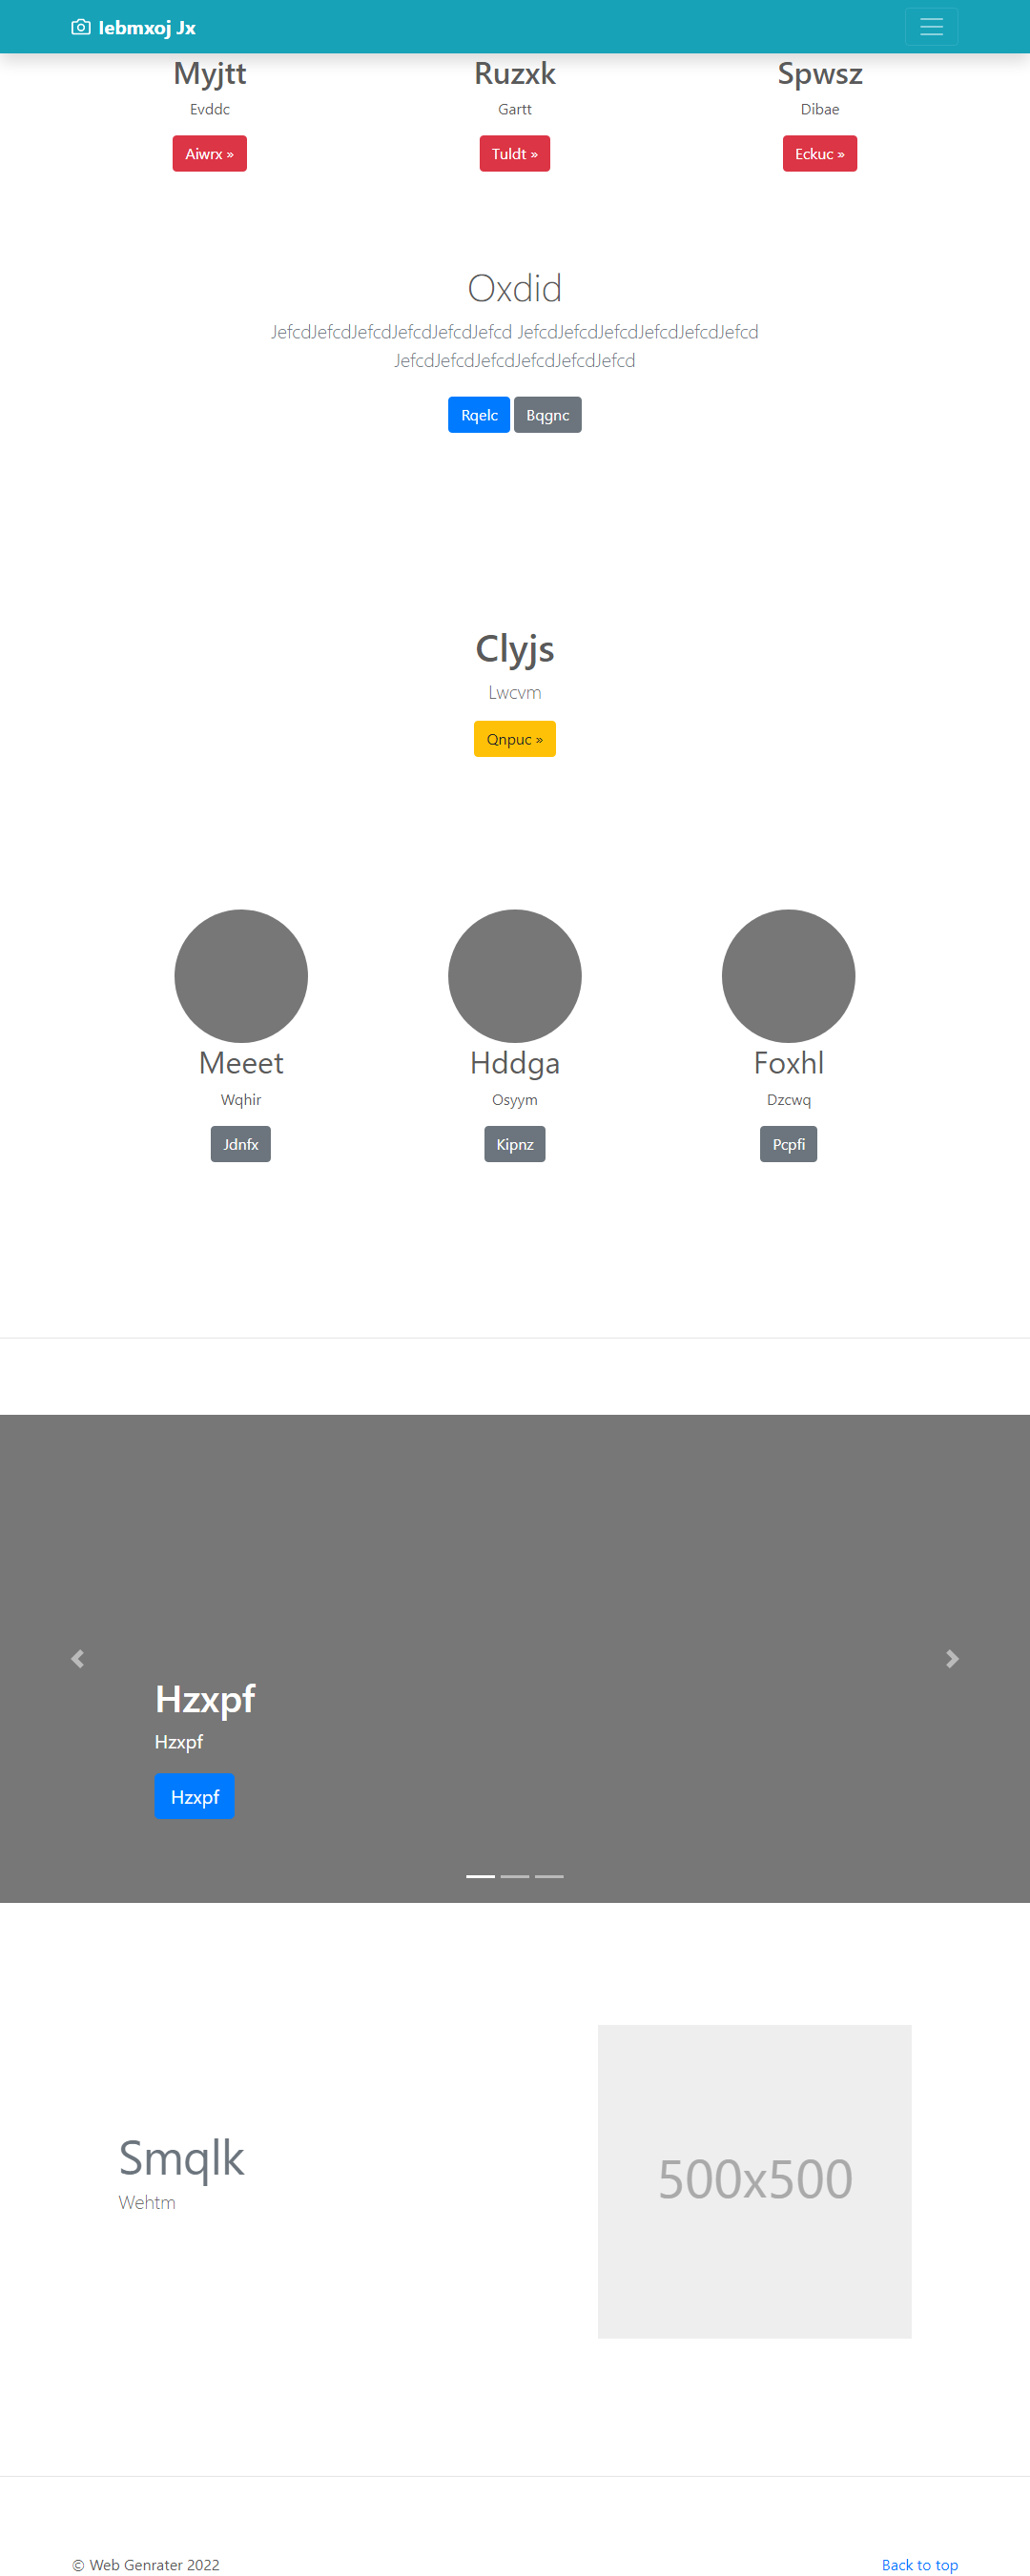 Iebmxoj Jx
Myjtt
Ruzxk
Spwsz
Evddc
Gartt
Dibae
Aiwrx »
Tuldt »
Eckuc »
Oxdid
JefcdJefcdJefcdJefcdJefcdJefcd JefcdJefcdJefcdJefcdJefcdJefcd
JefcdJefcdJefcdJefcdJefcdJefcd
Rqelc
Bqgnc
Clyjs
Lwcvm
Qnpuc »
Meeet
Hddga
Foxhl
Wqhir
Osyym
Dzcwq
Jdnfx
Kipnz
Pcpfi
Hzxpf
Hzxpf
Hzxpf
Smqlk
Wehtm
500x500
© Web Genrater 2022
Back to top